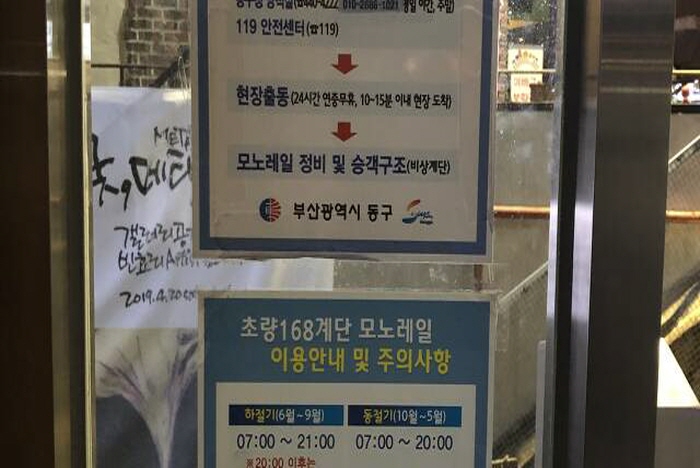 119 안전센터(☎119)
현장출동(24시간 연중무휴, 10~15분 이내 현장 도착)
모노레일 정비 및 승객구조(비상계단)
부산광역시 동구
초량168계단 모노레일
이용안내 및 주의사항
하절기(6월~9월) 동절기(10월~5월)
07:00 ~ 21:00 07:00 ~ 20:00
※20:00 이후는
2019.4.20